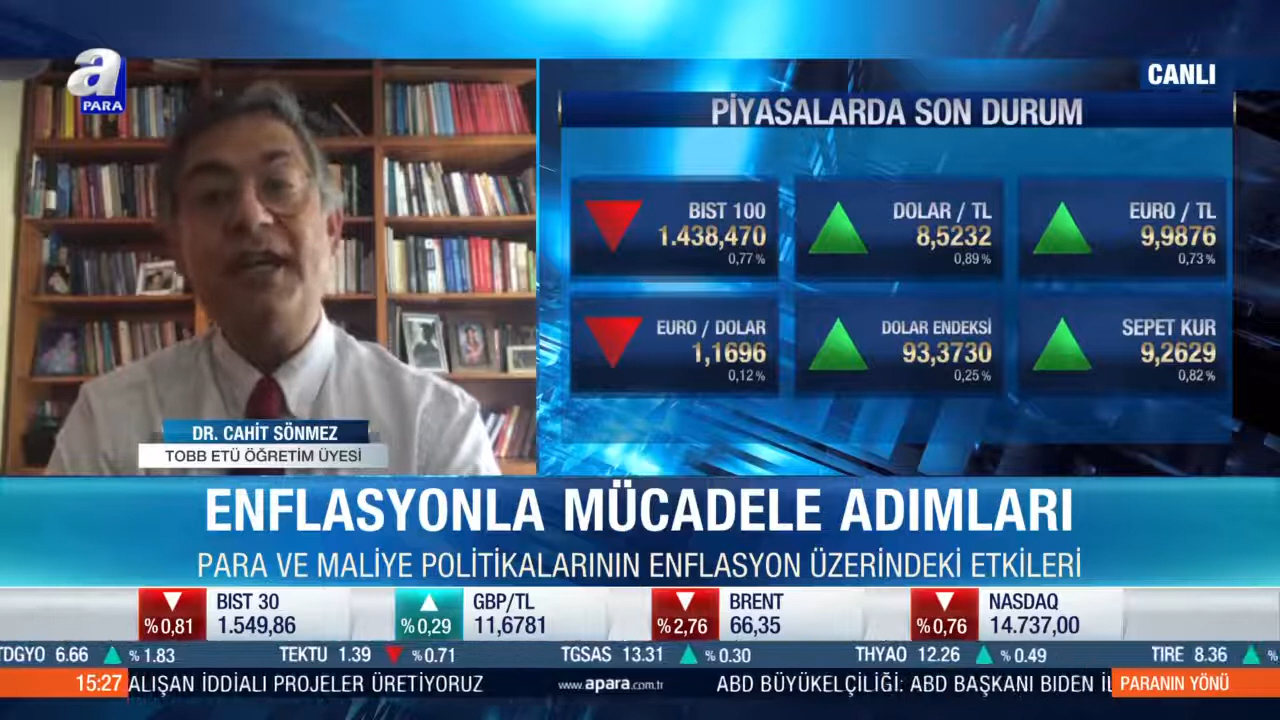 a
PARA
CANLI
PİYASALARDA SON DURUM
BIST 100
1.438,470
0,77 %
DOLAR / TL
8,5232
0,89 %
EURO / TL
9,9876
0,73 %
EURO / DOLAR
1,1696
0,12 %
DOLAR ENDEKSİ
93,3730
0,25 %
SEPET KUR
9,2629
0,82 %
DR. CAHİT SÖNMEZ
TOBB ETÜ ÖĞRETİM ÜYESİ
ENFLASYONLA MÜCADELE ADIMLARI
PARA VE MALİYE POLİTİKALARININ ENFLASYON ÜZERİNDEKİ ETKİLERİ
% 0,81 BIST 30 1.549,86
% 0,29 GBP/TL 11,6781
% 2,76 BRENT 66,35
% 0,76 NASDAQ 14.737,00
TDGYO 6.66 % 1.83 TEKTU 1.39 % 0.71 TGSAS 13.31 % 0.30 THYAO 12.26 % 0.49 TIRE 8.36 %
15:27 ALIŞAN İDDİALI PROJELER ÜRETİYORUZ www.apara.com.tr ABD BÜYÜKELÇİLİĞİ: ABD BAŞKANI BIDEN İL PARANIN YÖNÜ